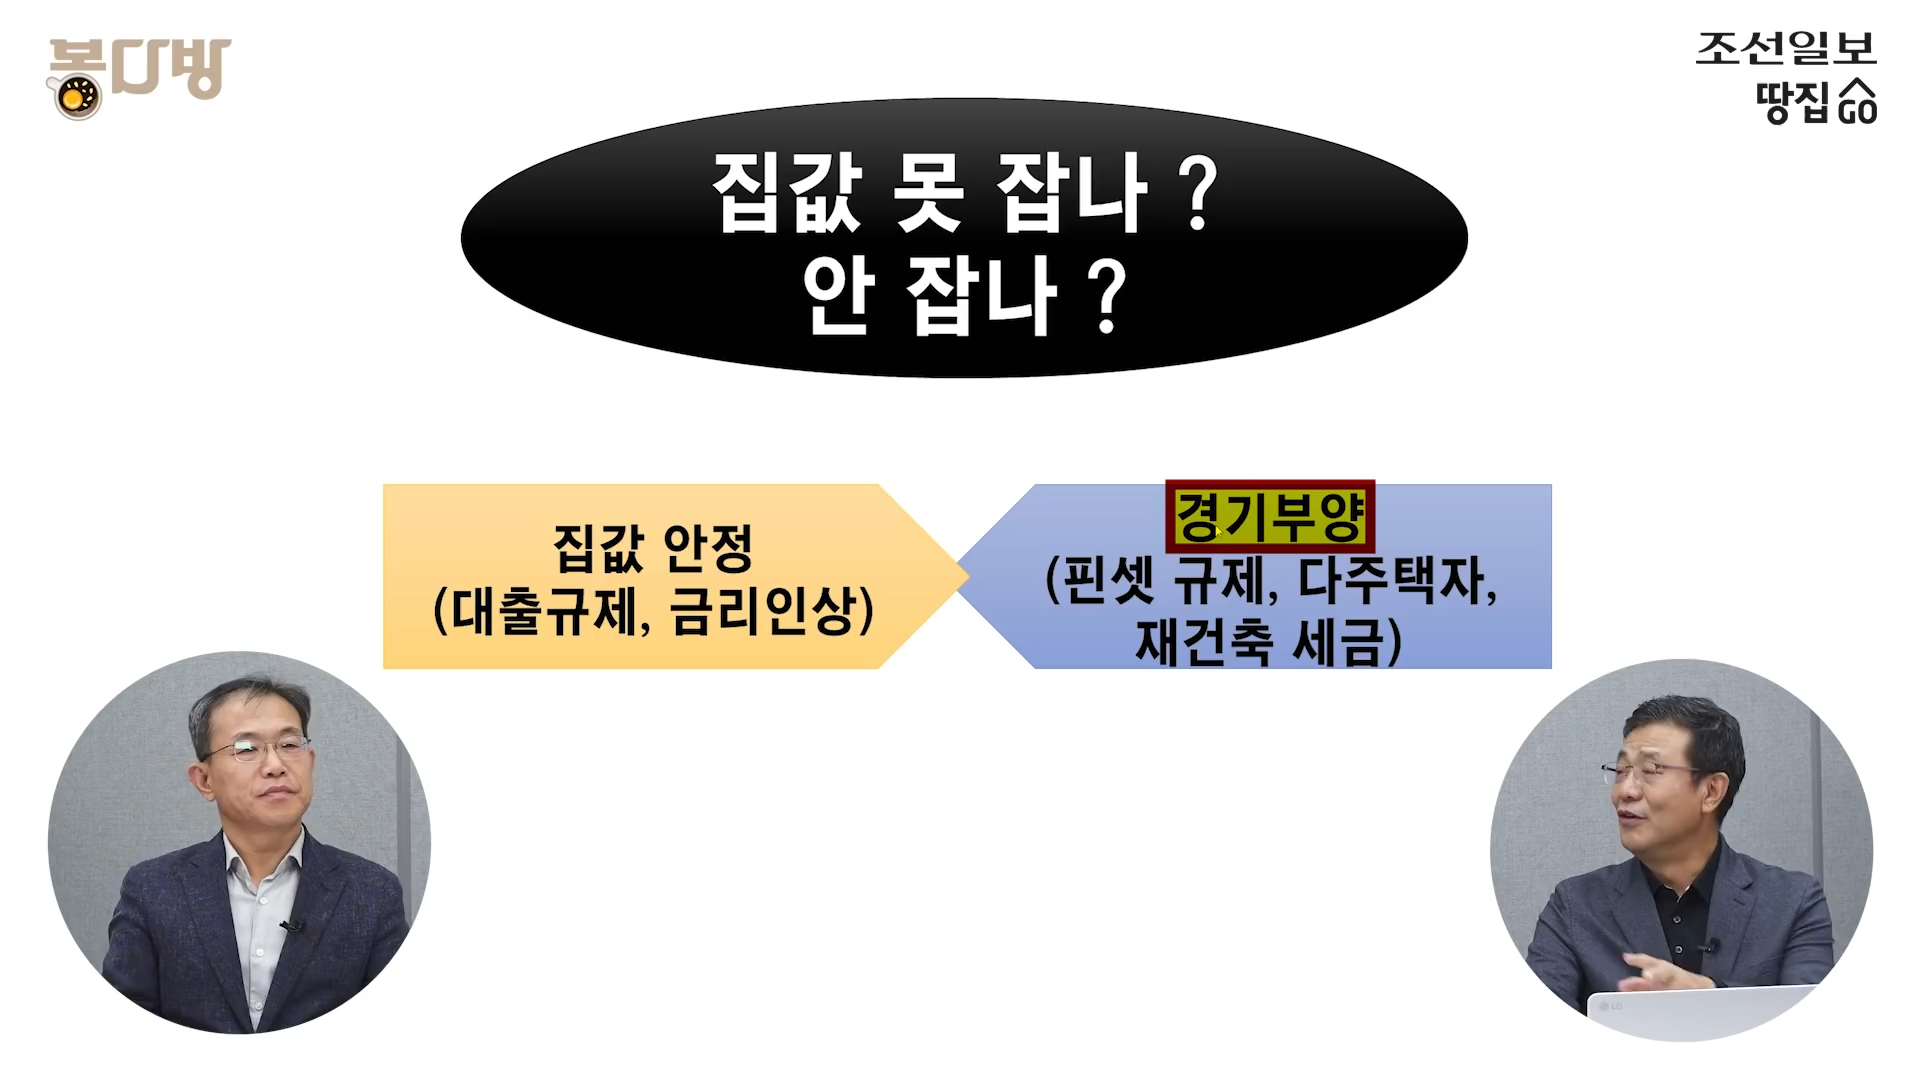 봉다방
조선일보
땅집GO
집값 못 잡나 ?
안 잡나 ?
집값 안정
(대출규제, 금리인상)
경기부양
(핀셋 규제, 다주택자,
재건축 세금)
LG